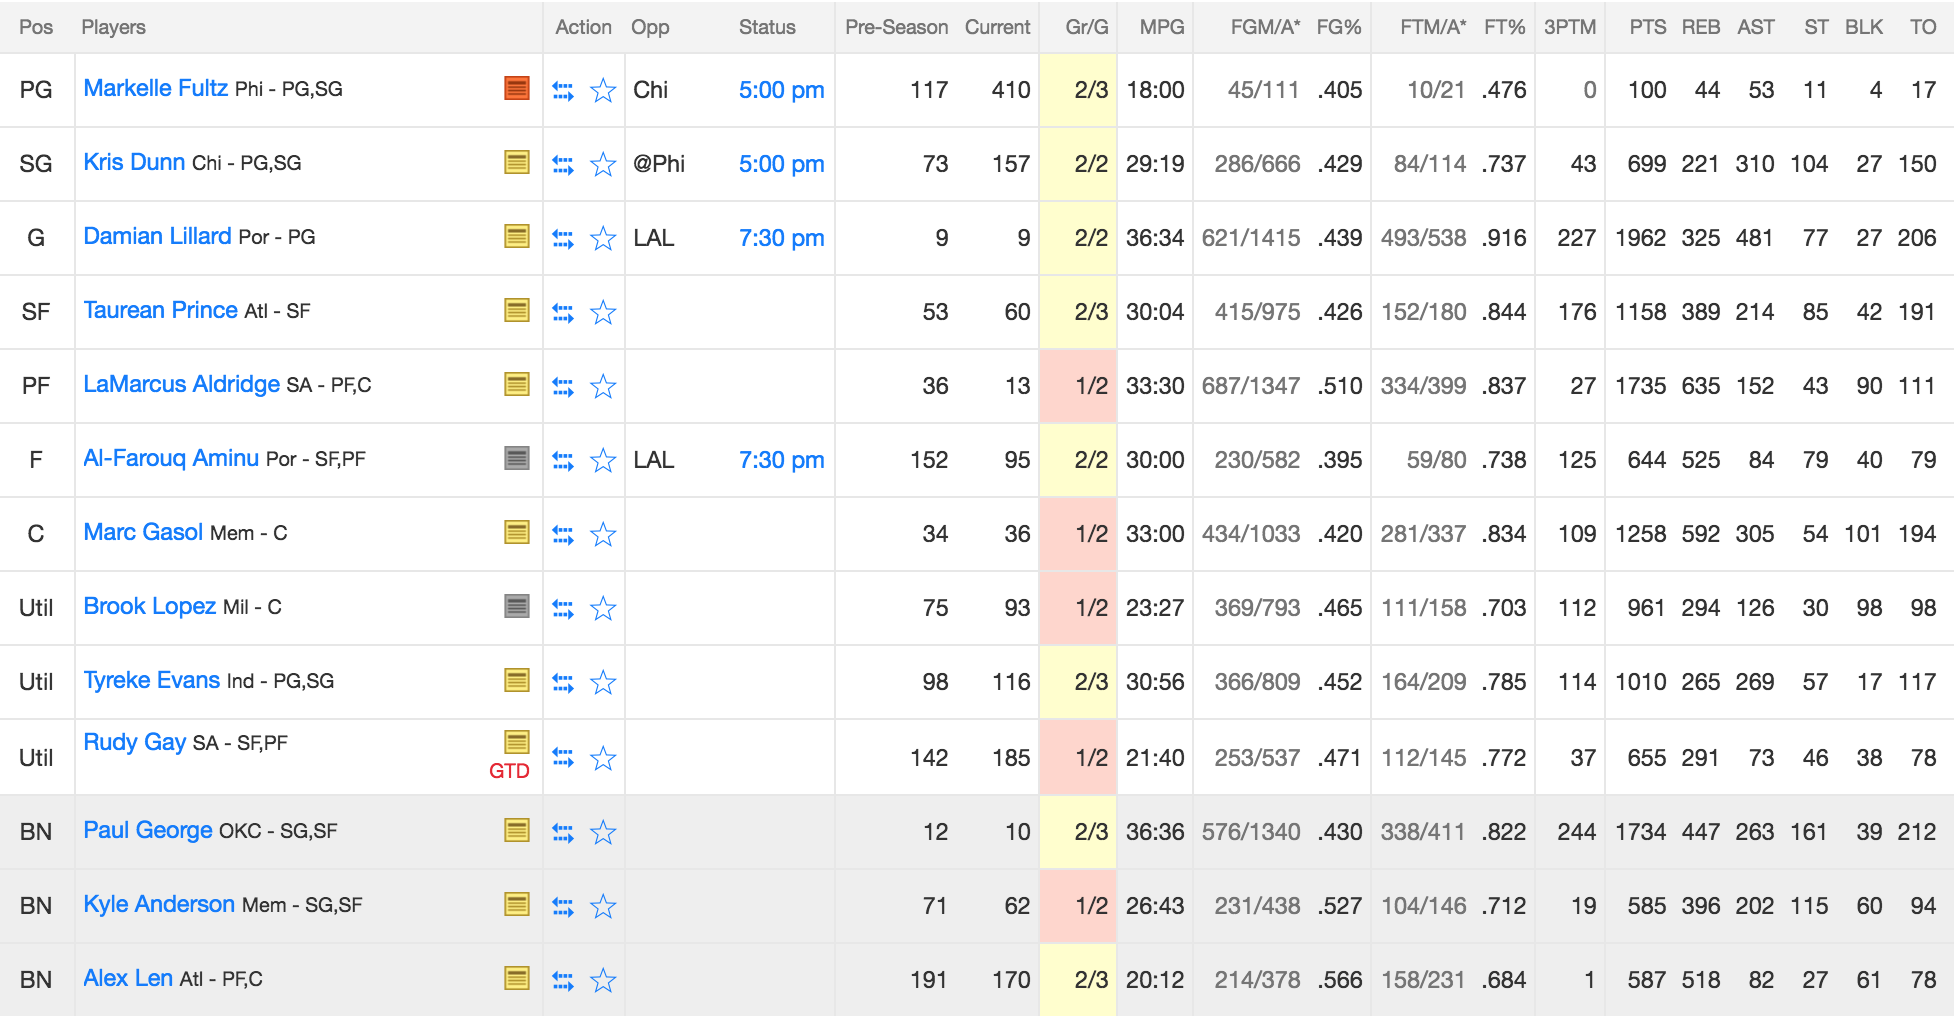 Pos Players Action Opp Status Pre-Season Current Gr/G MPG FGM/A* FG% FTM/A* FT% 3PTM PTS REB AST ST BLK TO
PG Markelle Fultz Phi - PG,SG Chi 5:00 pm 117 410 2/3 18:00 45/111 .405 10/21 .476 0 100 44 53 11 4 17
SG Kris Dunn Chi - PG,SG @Phi 5:00 pm 73 157 2/2 29:19 286/666 .429 84/114 .737 43 699 221 310 104 27 150
G Damian Lillard Por - PG LAL 7:30 pm 9 9 2/2 36:34 621/1415 .439 493/538 .916 227 1962 325 481 77 27 206
SF Taurean Prince Atl - SF 53 60 2/3 30:04 415/975 .426 152/180 .844 176 1158 389 214 85 42 191
PF LaMarcus Aldridge SA - PF,C 36 13 1/2 33:30 687/1347 .510 334/399 .837 27 1735 635 152 43 90 111
F Al-Farouq Aminu Por - SF,PF LAL 7:30 pm 152 95 2/2 30:00 230/582 .395 59/80 .738 125 644 525 84 79 40 79
C Marc Gasol Mem - C 34 36 1/2 33:00 434/1033 .420 281/337 .834 109 1258 592 305 54 101 194
Util Brook Lopez Mil - C 75 93 1/2 23:27 369/793 .465 111/158 .703 112 961 294 126 30 98 98
Util Tyreke Evans Ind - PG,SG 98 116 2/3 30:56 366/809 .452 164/209 .785 114 1010 265 269 57 17 117
Util Rudy Gay SA - SF,PF 142 185 1/2 21:40 253/537 .471 112/145 .772 37 655 291 73 46 38 78
GTD
BN Paul George OKC - SG,SF 12 10 2/3 36:36 576/1340 .430 338/411 .822 244 1734 447 263 161 39 212
BN Kyle Anderson Mem - SG,SF 71 62 1/2 26:43 231/438 .527 104/146 .712 19 585 396 202 115 60 94
BN Alex Len Atl - PF,C 191 170 2/3 20:12 214/378 .566 158/231 .684 1 587 518 82 27 61 78